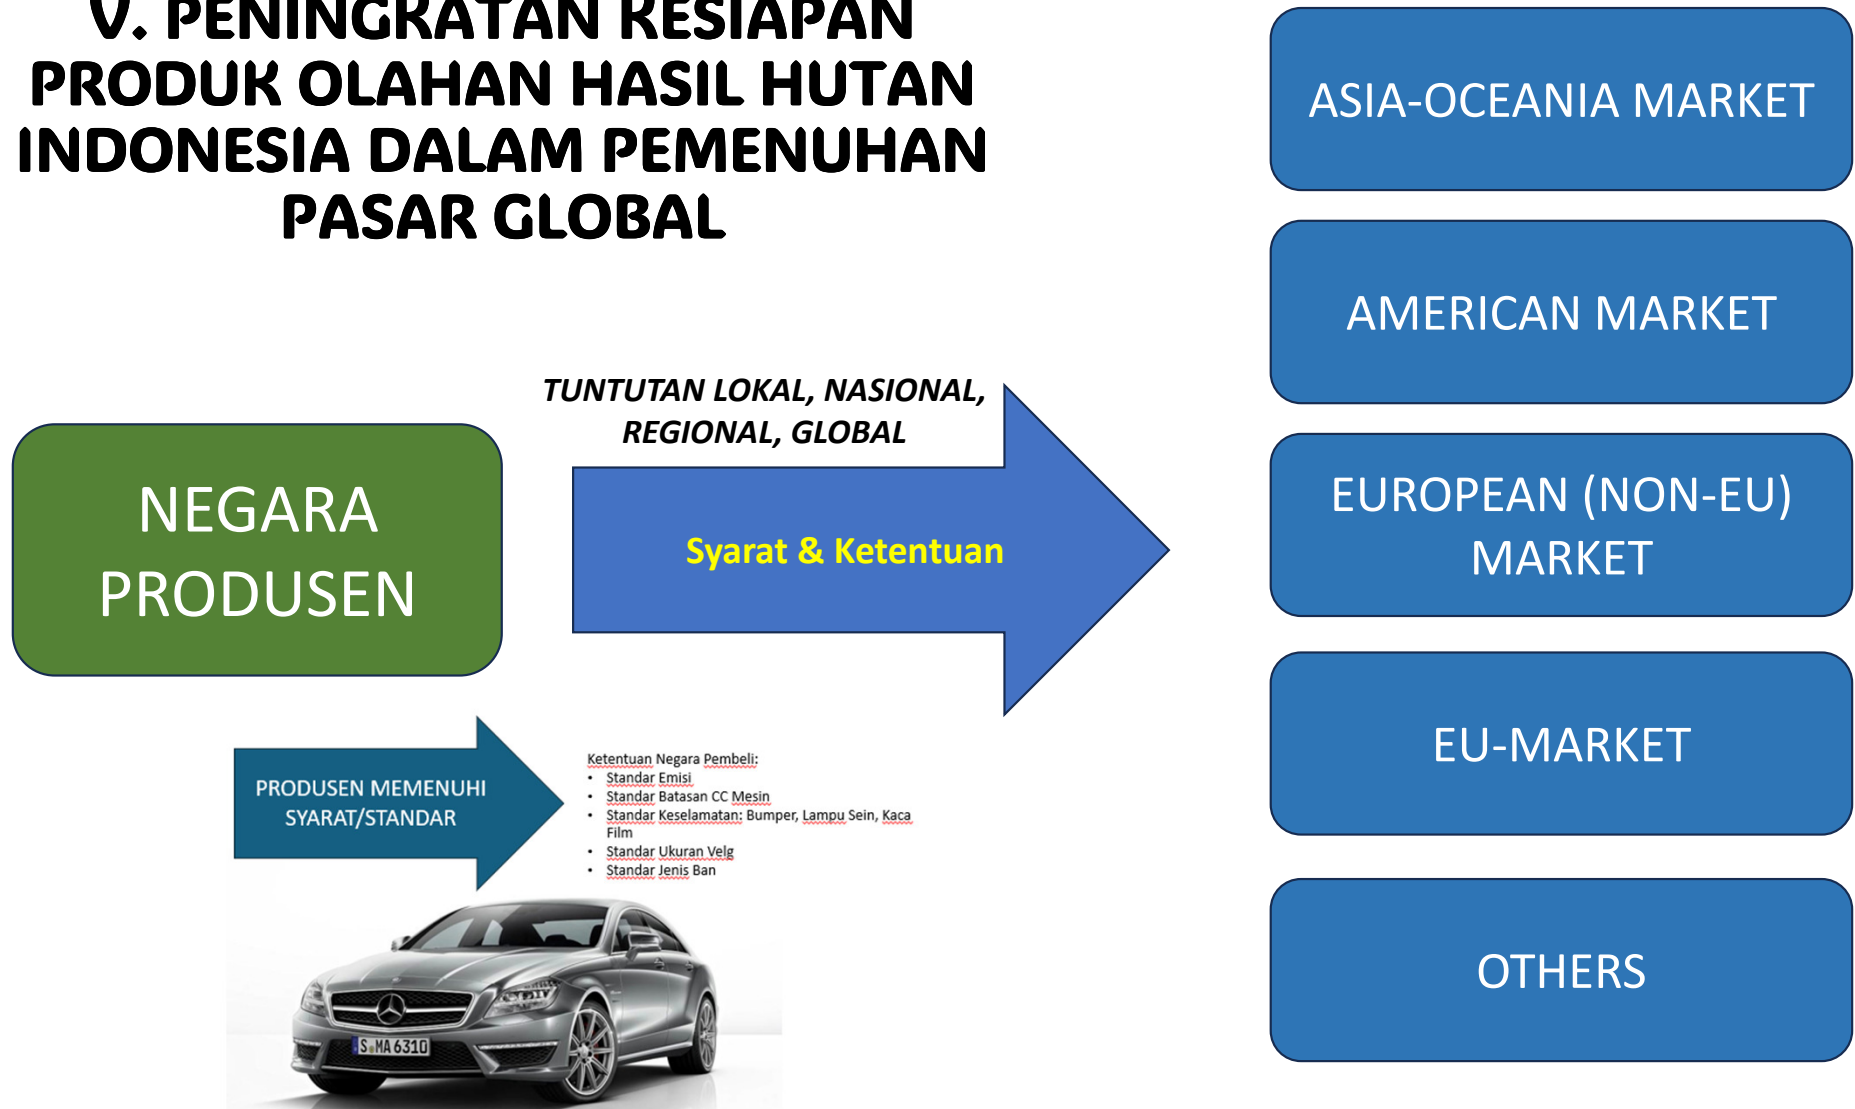 V. PENINGKATAN KESIAPAN
PRODUK OLAHAN HASIL HUTAN
INDONESIA DALAM PEMENUHAN
PASAR GLOBAL
TUNTUTAN LOKAL, NASIONAL,
REGIONAL, GLOBAL
NEGARA
PRODUSEN
Syarat & Ketentuan
PRODUSEN MEMENUHI
SYARAT/STANDAR
Ketentuan Negara Pembeli:
• Standar Emisi
• Standar Batasan CC Mesin
• Standar Keselamatan: Bumper, Lampu Sein, Kaca
Film
• Standar Ukuran Velg
• Standar Jenis Ban
S MA 6310
ASIA-OCEANIA MARKET
AMERICAN MARKET
EUROPEAN (NON-EU)
MARKET
EU-MARKET
OTHERS